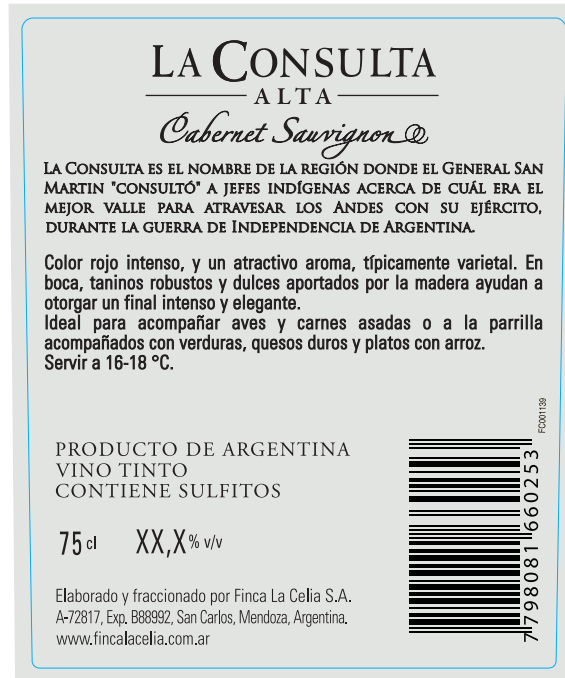 LA CONSULTA
ALTA
Cabernet Sauvignon
LA CONSULTA ES EL NOMBRE DE LA REGIÓN DONDE EL GENERAL SAN
MARTIN "CONSULTÓ" A JEFES INDÍGENAS ACERCA DE CUÁL ERA EL
MEJOR VALLE PARA ATRAVESAR LOS ANDES CON SU EJÉRCITO,
DURANTE LA GUERRA DE INDEPENDENCIA DE ARGENTINA.
Color rojo intenso, y un atractivo aroma, típicamente varietal. En
boca, taninos robustos y dulces aportados por la madera ayudan a
otorgar un final intenso y elegante.
Ideal para acompañar aves y carnes asadas o a la parrilla
acompañados con verduras, quesos duros y platos con arroz.
Servir a 16-18 °C.
PRODUCTO DE ARGENTINA
VINO TINTO
CONTIENE SULFITOS
75 cl XX,X % v/v
Elaborado y fraccionado por Finca La Celia S.A.
A-72817, Exp. B88992, San Carlos, Mendoza, Argentina.
www.fincalacelia.com.ar
FC001139
7 798081 660253